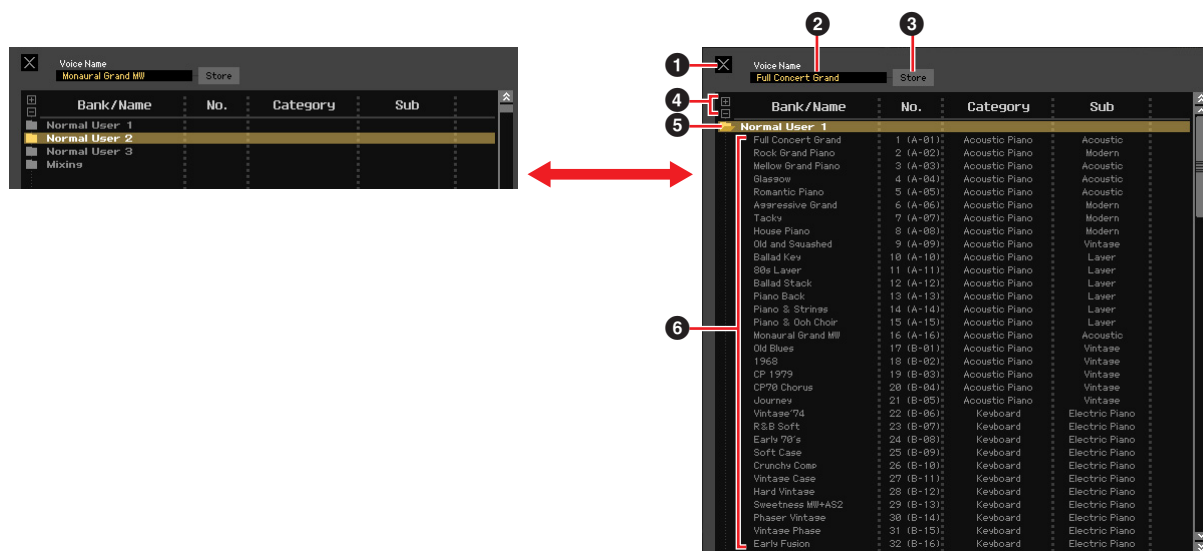 Voice Name
Monaural Grand MW Store
Bank/Name No. Category Sub
Normal User 1
Normal User 2
Normal User 3
Mixing
❷ ❸
❶
Voice Name
Full Concert Grand Store
❹
Bank/Name No. Category Sub
❺
Normal User 1
Full Concert Grand 1 (A-01) Acoustic Piano Acoustic
Rock Grand Piano 2 (A-02) Acoustic Piano Modern
Mellow Grand Piano 3 (A-03) Acoustic Piano Acoustic
Glasgow 4 (A-04) Acoustic Piano Acoustic
Romantic Piano 5 (A-05) Acoustic Piano Acoustic
Aggressive Grand 6 (A-06) Acoustic Piano Modern
Tacky 7 (A-07) Acoustic Piano Modern
House Piano 8 (A-08) Acoustic Piano Modern
Old and Squashed 9 (A-09) Acoustic Piano Vintage
Ballad Key 10 (A-10) Acoustic Piano Layer
80s Layer 11 (A-11) Acoustic Piano Layer
Ballad Stack 12 (A-12) Acoustic Piano Layer
Piano Back 13 (A-13) Acoustic Piano Layer
Piano & Strings 14 (A-14) Acoustic Piano Layer
Piano & Ooh Choir 15 (A-15) Acoustic Piano Layer
❻
Monaural Grand MW 16 (A-16) Acoustic Piano Acoustic
Old Blues 17 (B-01) Acoustic Piano Vintage
1968 18 (B-02) Acoustic Piano Vintage
CP 1979 19 (B-03) Acoustic Piano Vintage
CP70 Chorus 20 (B-04) Acoustic Piano Vintage
Journey 21 (B-05) Acoustic Piano Vintage
Vintage'74 22 (B-06) Keyboard Electric Piano
R&B Soft 23 (B-07) Keyboard Electric Piano
Early 70's 24 (B-08) Keyboard Electric Piano
Soft Case 25 (B-09) Keyboard Electric Piano
Crunchy Comp 26 (B-10) Keyboard Electric Piano
Vintage Case 27 (B-11) Keyboard Electric Piano
Hard Vintage 28 (B-12) Keyboard Electric Piano
Sweetness MW+AS2 29 (B-13) Keyboard Electric Piano
Phaser Vintage 30 (B-14) Keyboard Electric Piano
Vintage Phase 31 (B-15) Keyboard Electric Piano
Early Fusion 32 (B-16) Keyboard Electric Piano